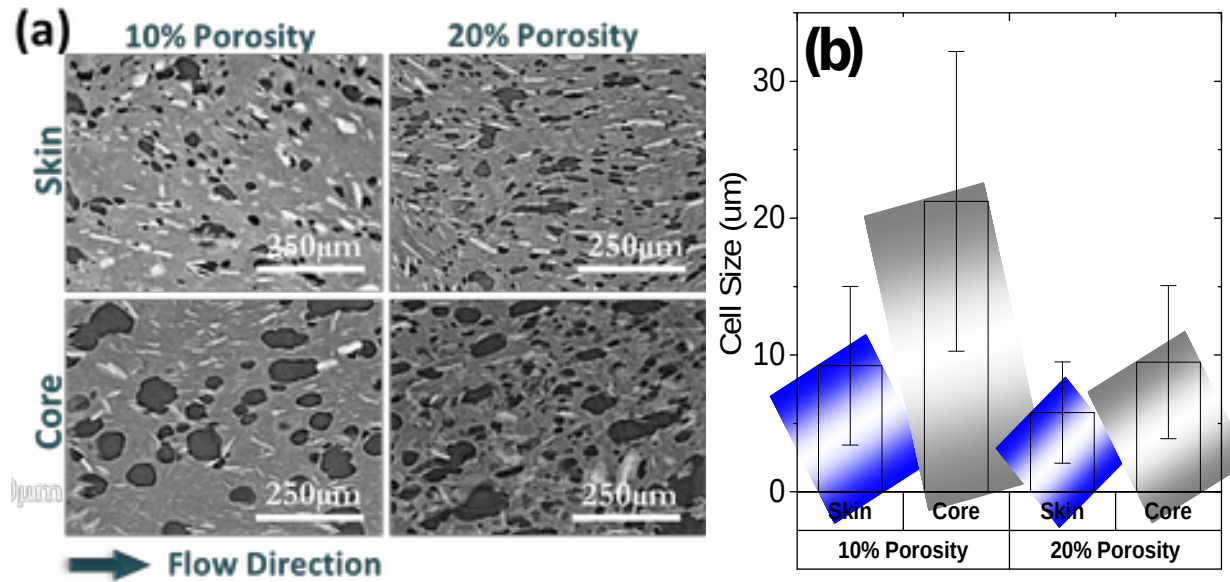 (a)
10% Porosity
20% Porosity
Skin
250μm
250μm
Core
250μm
250μm
0μm
Flow Direction
(b)
Cell Size (um)
30
20
10
0
Skin
Core
Skin
Core
10% Porosity
20% Porosity